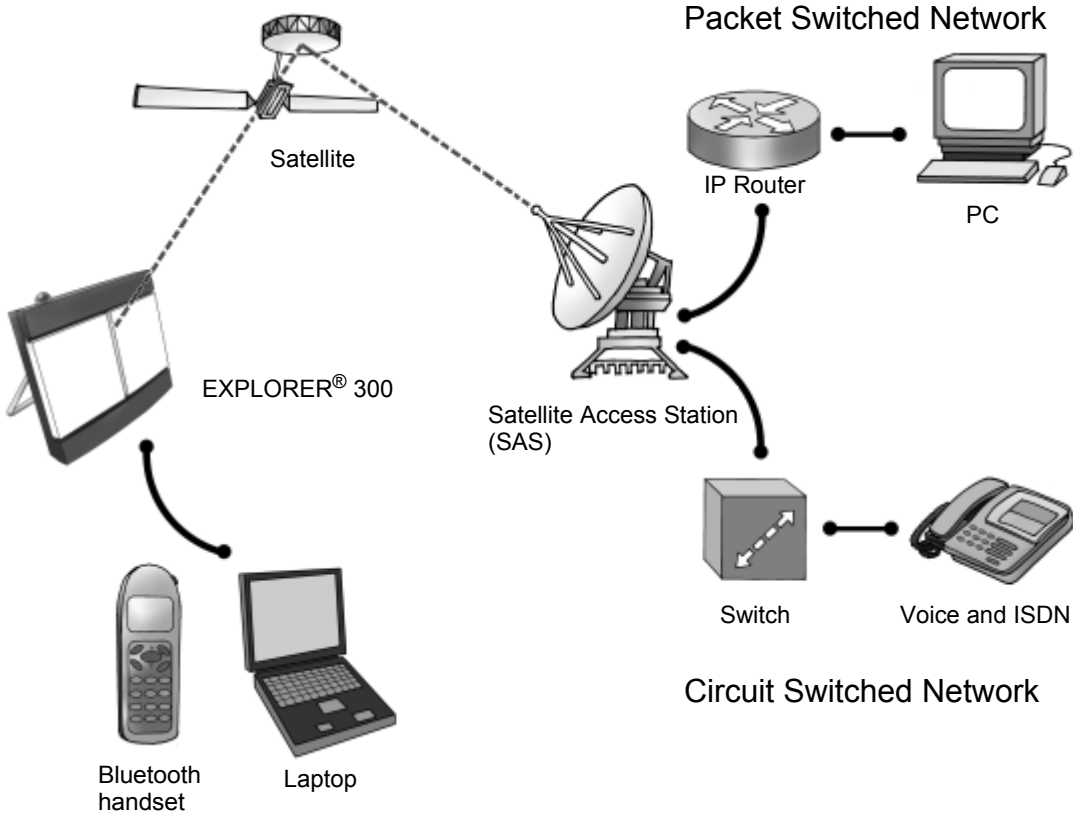 Packet Switched Network
Satellite
IP Router
PC
EXPLORER® 300
Satellite Access Station
(SAS)
Switch
Voice and ISDN
Circuit Switched Network
Bluetooth
handset
Laptop